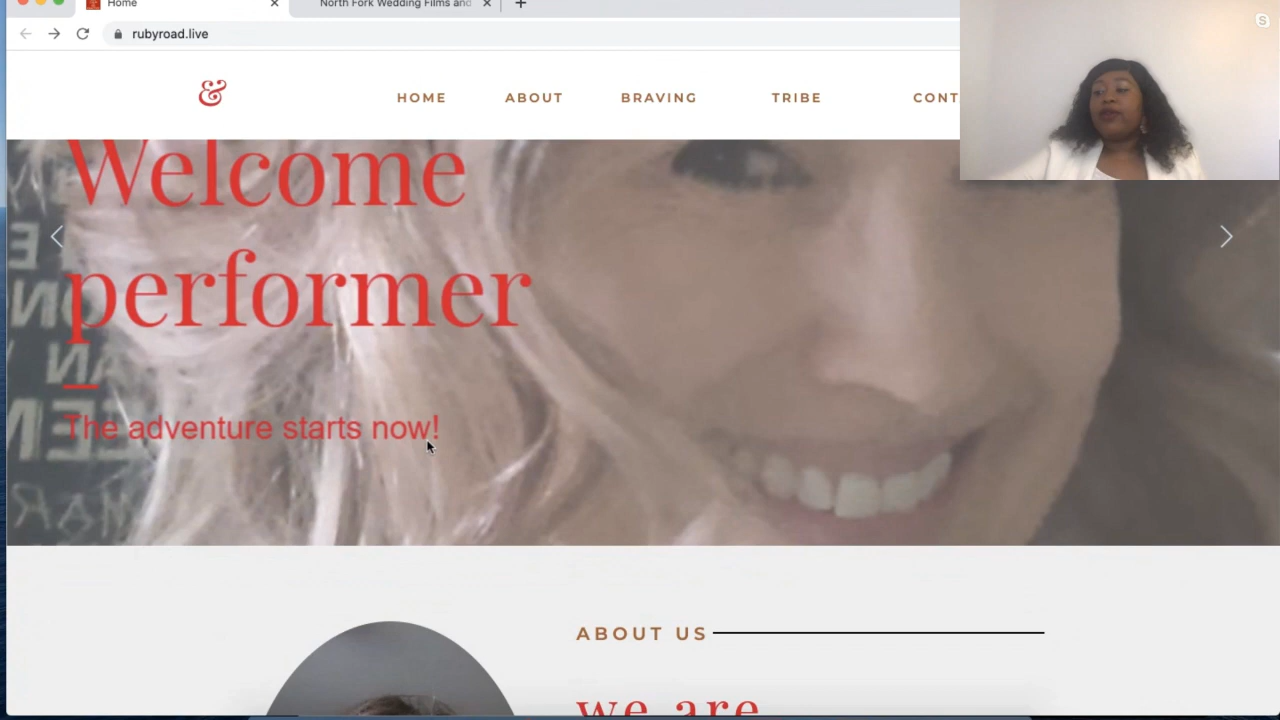 Home
North Fork Wedding Films and
rubyroad.live
&
HOME ABOUT BRAVING TRIBE CONT
Welcome
performer
The adventure starts now!
ABOUT US
we are